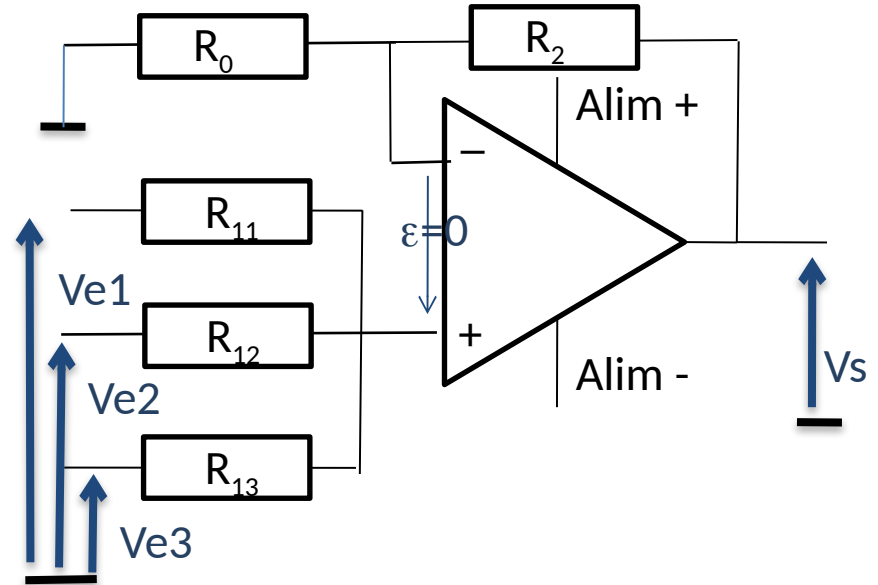 R₀
R₂
Alim +
−
R₁₁
ε=0
Ve1
R₁₂
+
Ve2
Alim -
Vs
R₁₃
Ve3